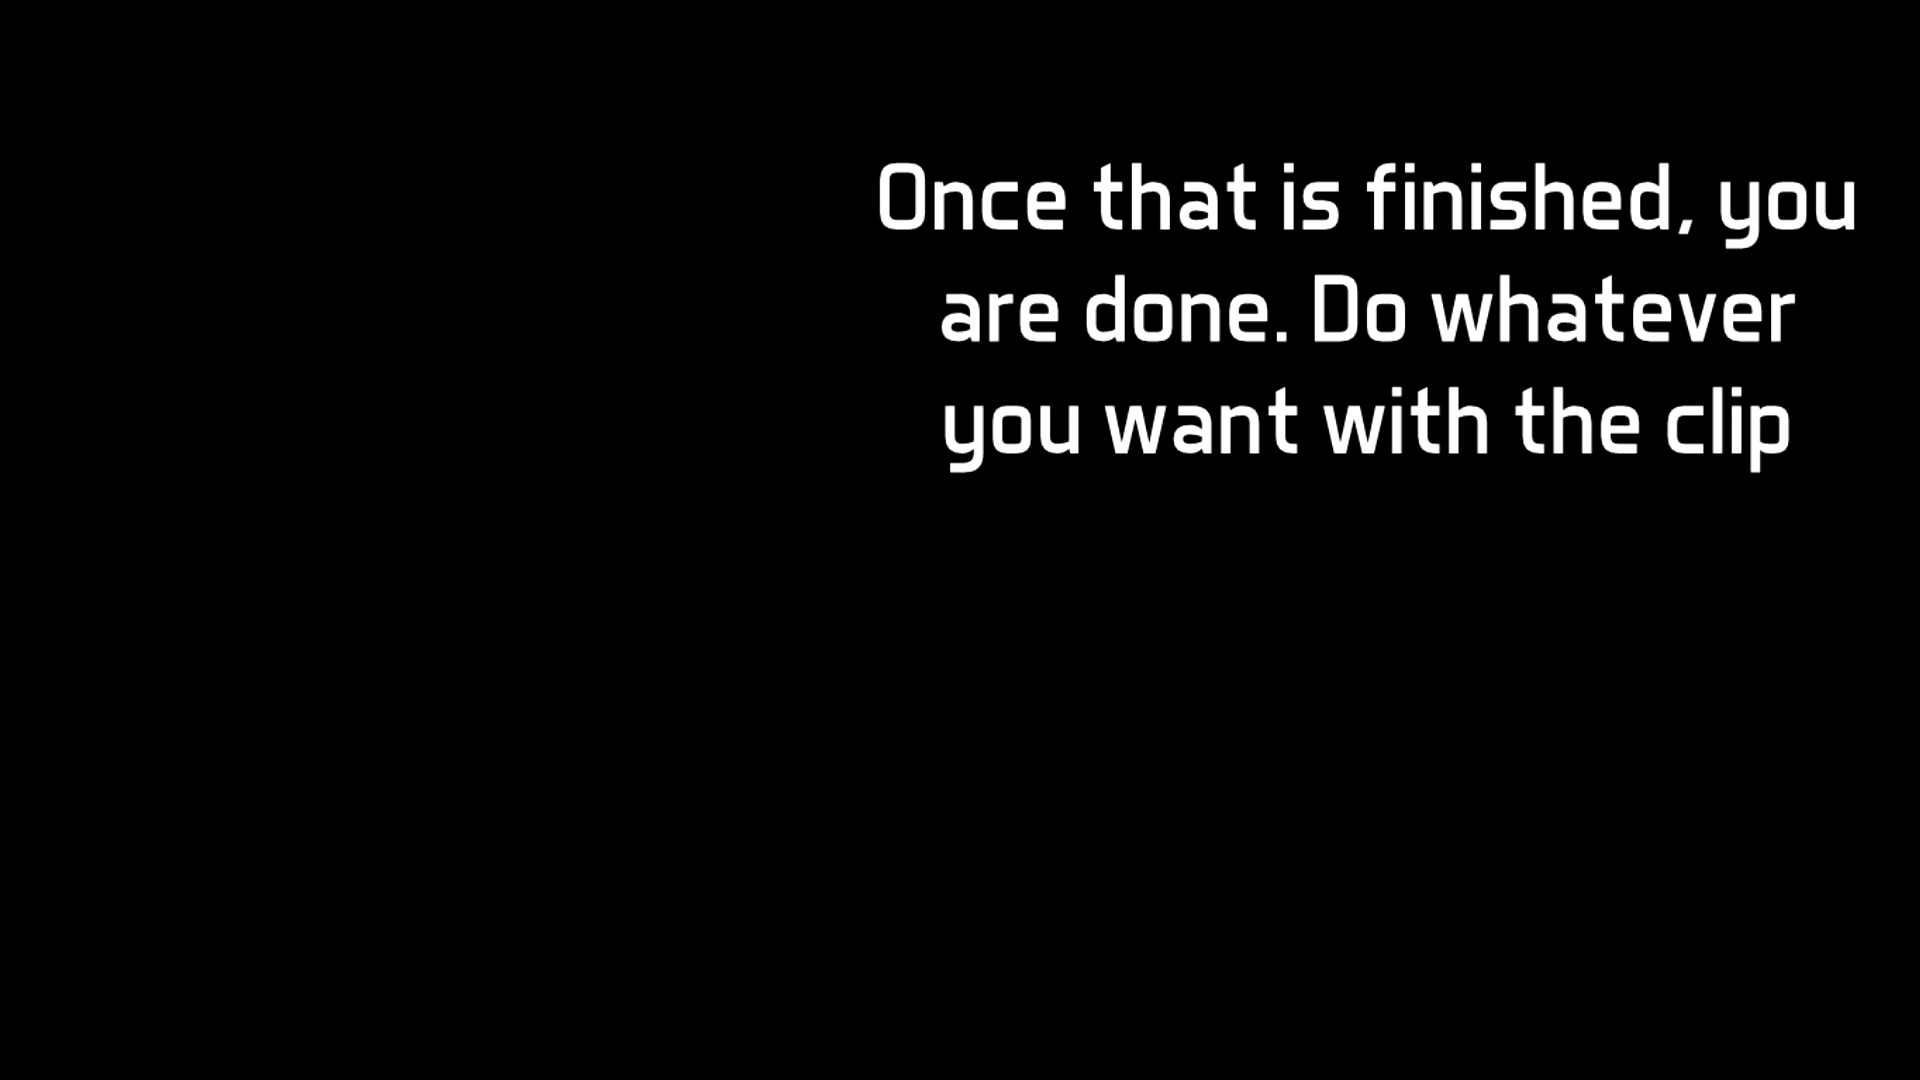 Once that is finished, you
are done. Do whatever
you want with the clip